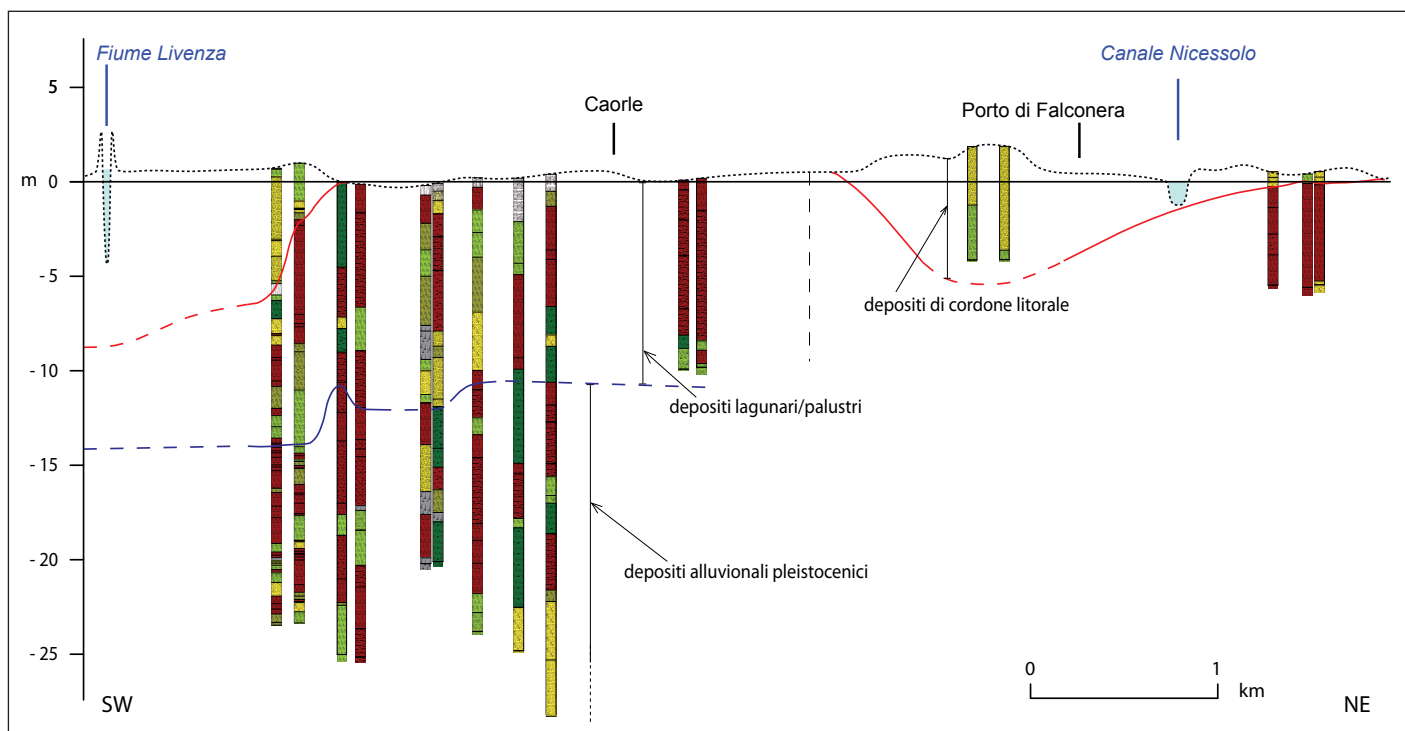 Fiume Livenza
Canale Nicessolo
5
Caorle
Porto di Falconera
m 0
-5
depositi di cordone litorale
-10
depositi lagunari/palustri
-15
-20
depositi alluvionali pleistocenici
-25
0 1
km
SW
NE